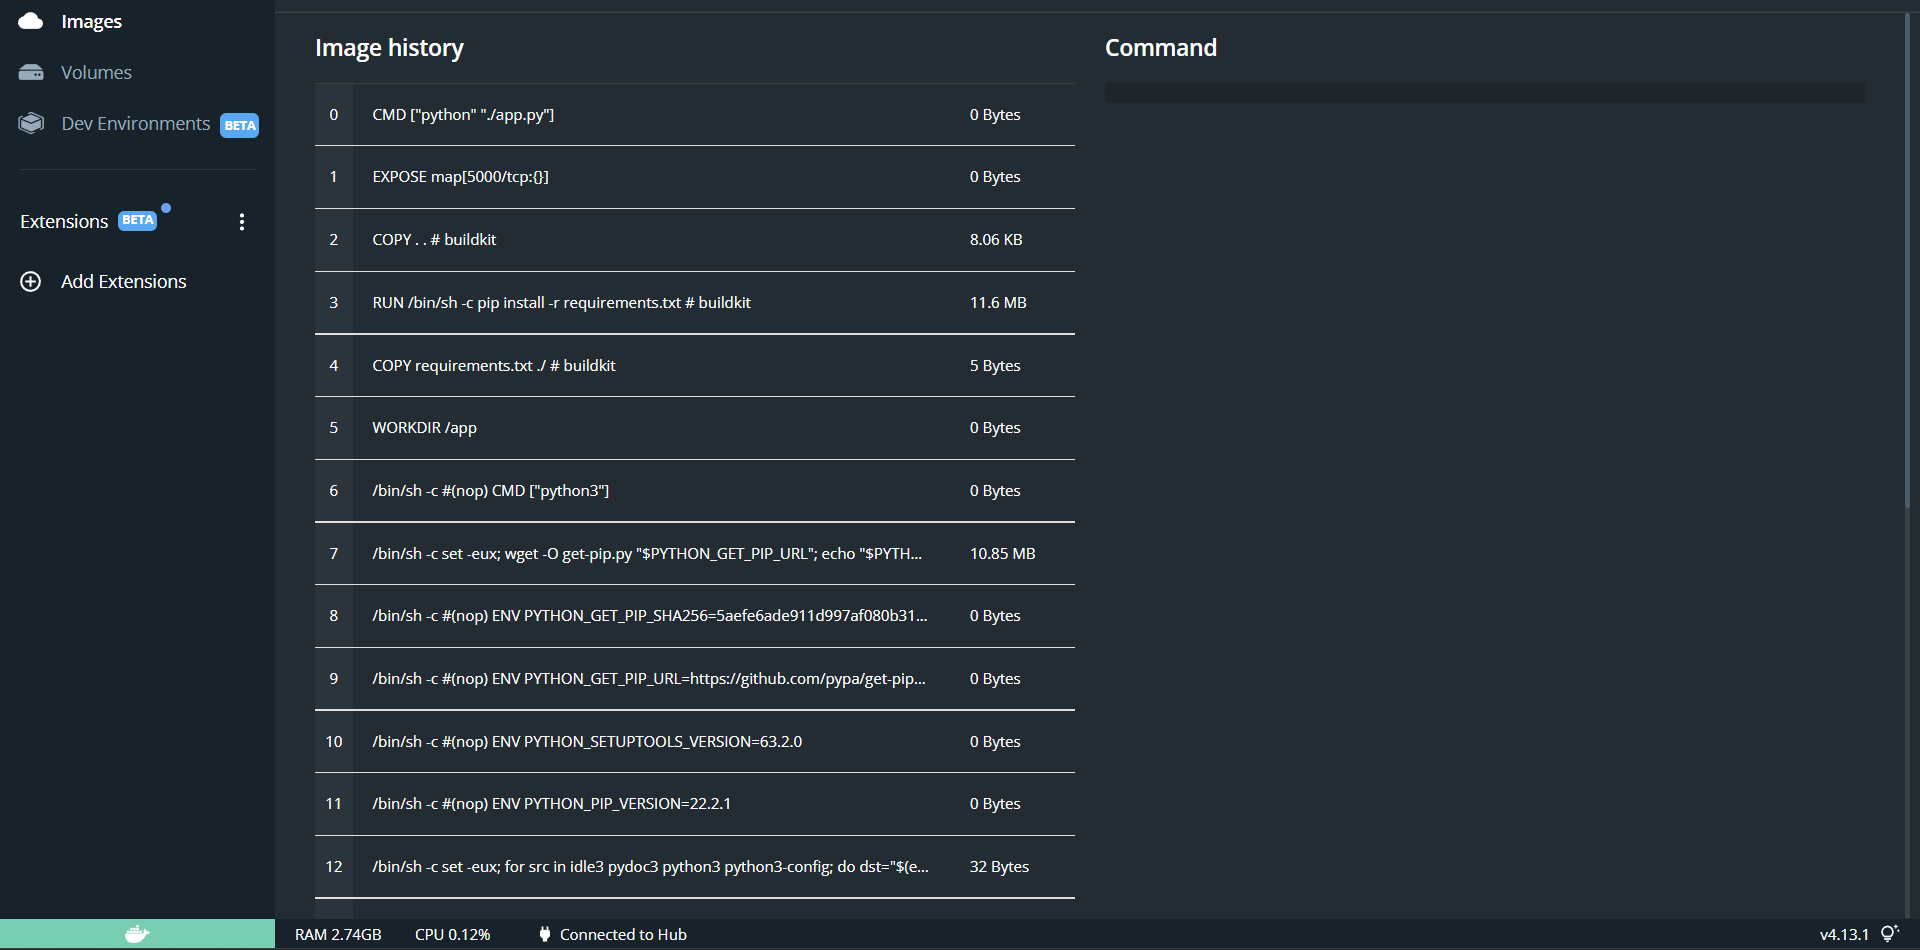 Images
Volumes
Dev Environments BETA
Extensions BETA
Add Extensions
Image history
0 CMD ["python" "./app.py"] 0 Bytes
1 EXPOSE map[5000/tcp:{}] 0 Bytes
2 COPY . . # buildkit 8.06 KB
3 RUN /bin/sh -c pip install -r requirements.txt # buildkit 11.6 MB
4 COPY requirements.txt ./ # buildkit 5 Bytes
5 WORKDIR /app 0 Bytes
6 /bin/sh -c #(nop) CMD ["python3"] 0 Bytes
7 /bin/sh -c set -eux; wget -O get-pip.py "$PYTHON_GET_PIP_URL"; echo "$PYTH... 10.85 MB
8 /bin/sh -c #(nop) ENV PYTHON_GET_PIP_SHA256=5aefe6ade911d997af080b31... 0 Bytes
9 /bin/sh -c #(nop) ENV PYTHON_GET_PIP_URL=https://github.com/pypa/get-pip... 0 Bytes
10 /bin/sh -c #(nop) ENV PYTHON_SETUPTOOLS_VERSION=63.2.0 0 Bytes
11 /bin/sh -c #(nop) ENV PYTHON_PIP_VERSION=22.2.1 0 Bytes
12 /bin/sh -c set -eux; for src in idle3 pydoc3 python3 python3-config; do dst="$(e... 32 Bytes
Command
RAM 2.74GB CPU 0.12% Connected to Hub v4.13.1